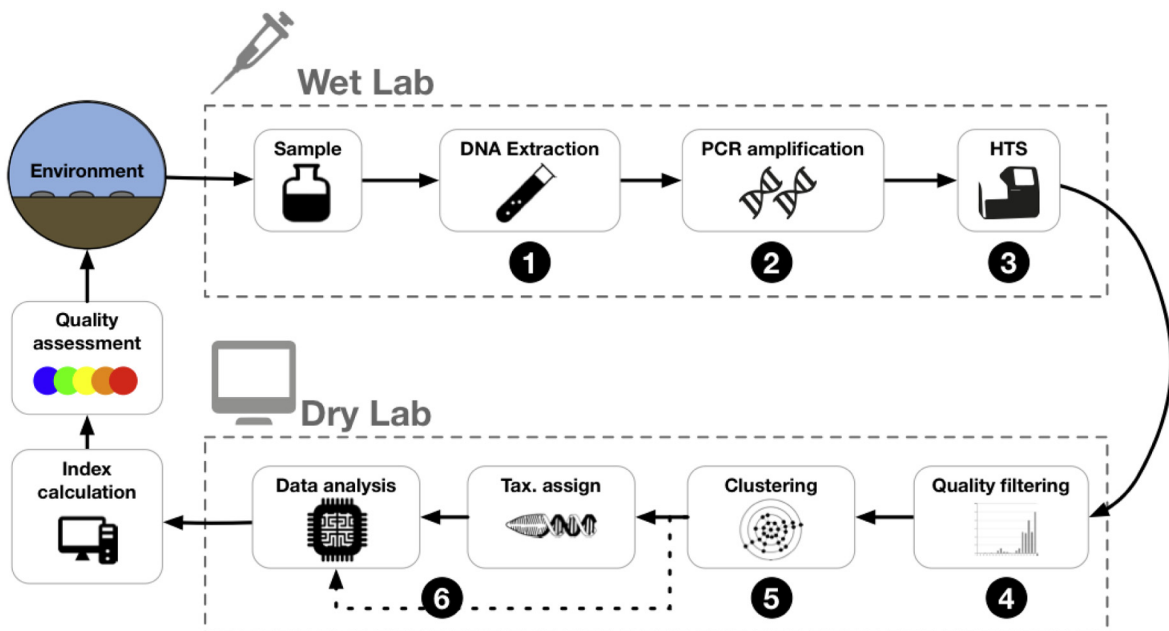 Wet Lab
Environment
Sample
DNA Extraction
PCR amplification
HTS
1
2
3
Quality
assessment
Dry Lab
Index
calculation
Data analysis
Tax. assign
Clustering
Quality filtering
6
5
4